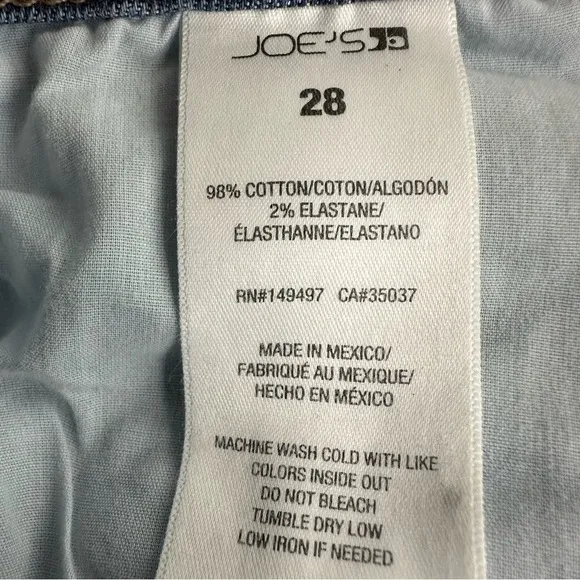 JOE'S
28
98% COTTON/COTON/ALGODÓN
2% ELASTANE/
ÉLASTHANNE/ELASTANO
RN#149497 CA#35037
MADE IN MEXICO/
FABRIQUÉ AU MEXIQUE/
HECHO EN MÉXICO
MACHINE WASH COLD WITH LIKE
COLORS INSIDE OUT
DO NOT BLEACH
TUMBLE DRY LOW
LOW IRON IF NEEDED